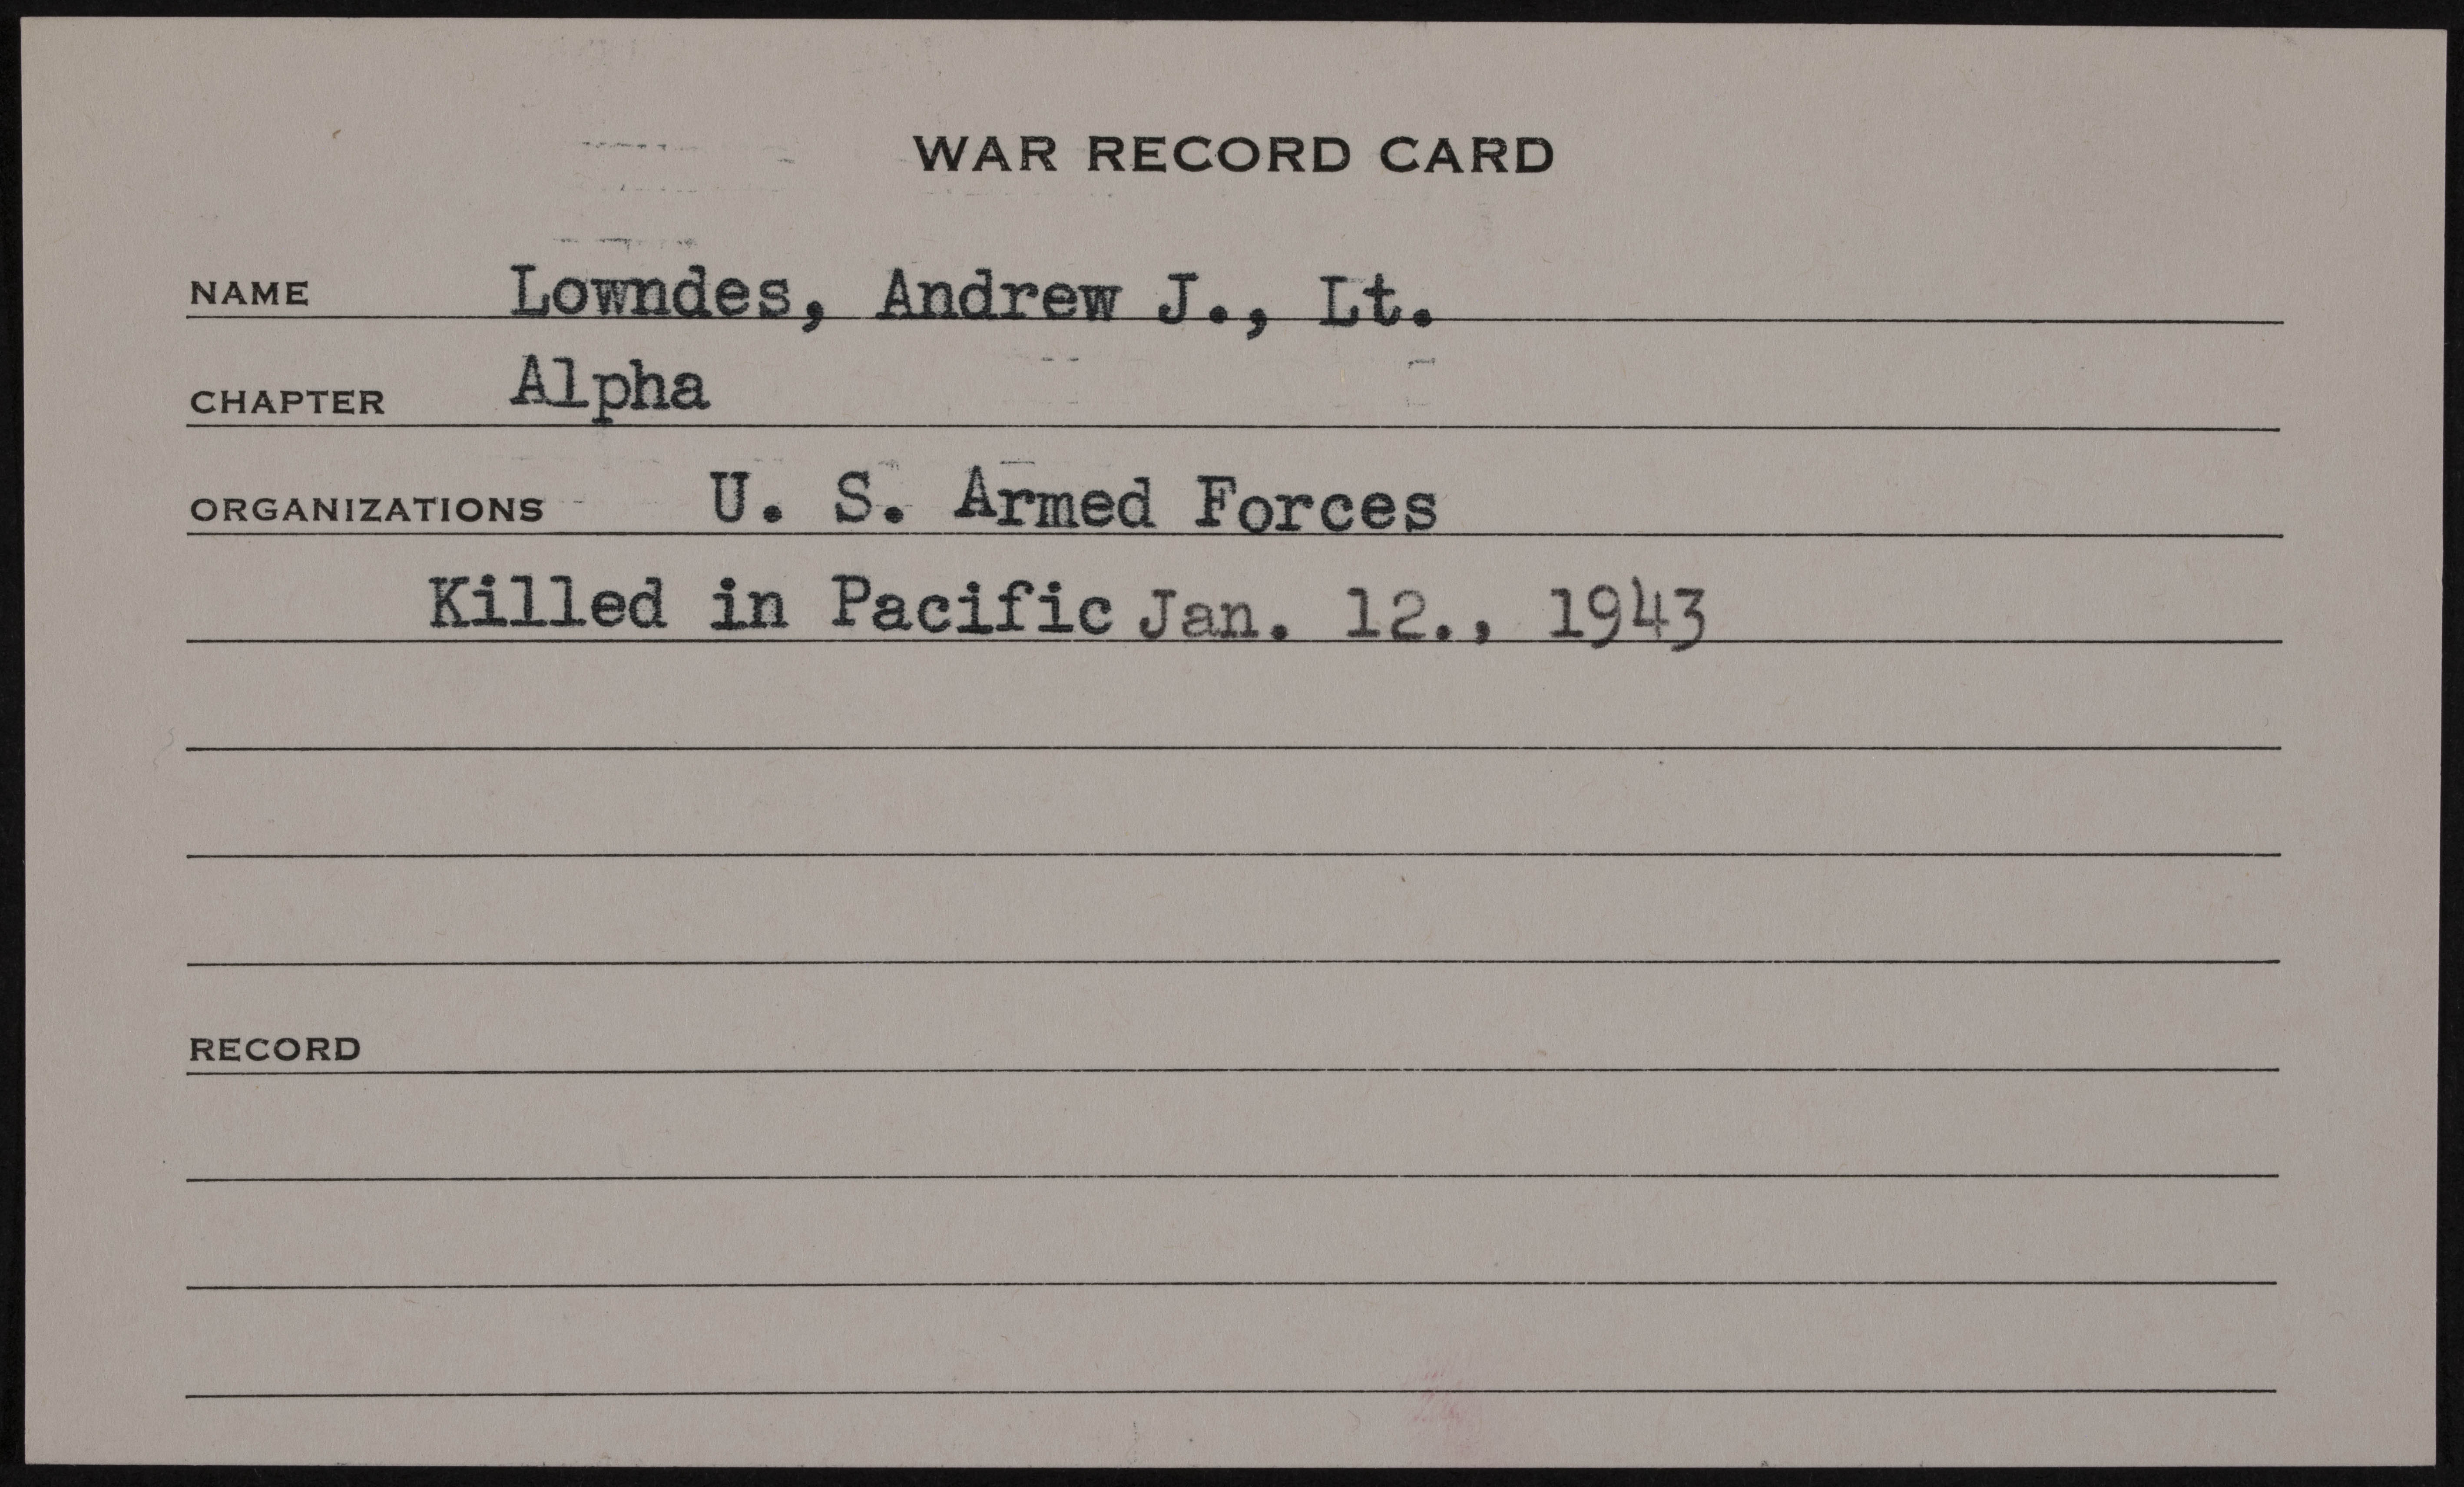 WAR RECORD CARD
NAME Lowndes, Andrew J., Lt.
CHAPTER Alpha
ORGANIZATIONS U. S. Armed Forces
Killed in Pacific Jan. 12., 1943
RECORD